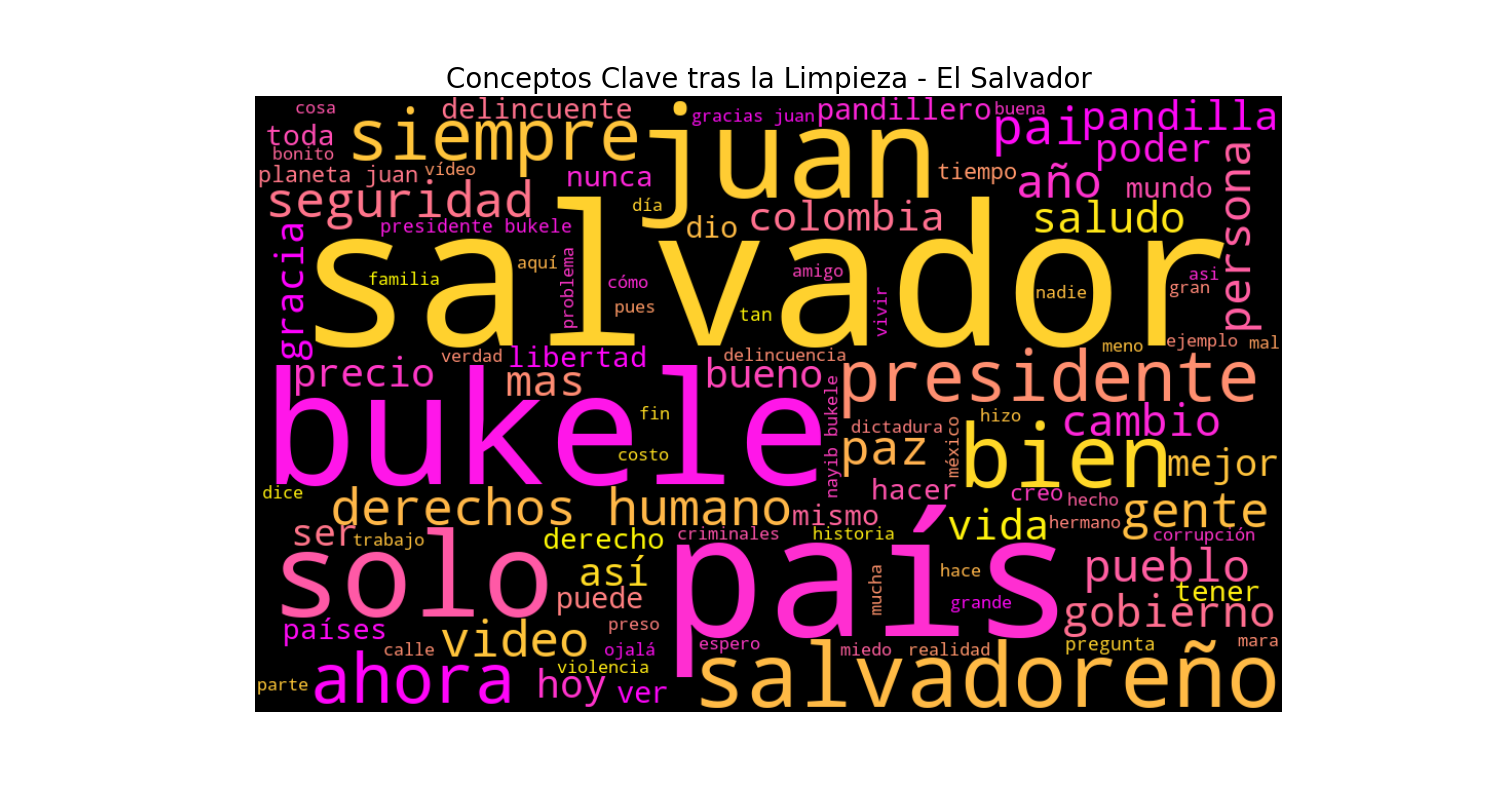 Conceptos Clave tras la Limpieza - El Salvador
cosa
delincuente
gracias juan
pandillero
buena
pai
pandilla
toda
siempre
juan
poder
bonito
planeta juan
vídeo
nunca
tiempo
año
mundo
persona
seguridad
día
dio
colombia
saludo
presidente bukele
gracia
salvador
familia
aquí
problema
cómo
amigo
asi
gran
nadie
pues
tan
vivir
verdad
libertad
delincuencia
meno
ejemplo
mal
precio
mas
bueno
presidente
bukele
fin
nayib bukele
dictadura
hizo
cambio
costo
paz
méxico
bien
mejor
dice
derechos humano
hacer
creo
hecho
mismo
vida
hermano
gente
ser
trabajo
derecho
criminales
historia
corrupción
solo
así
país
hace
pueblo
puede
mucha
grande
tener
preso
gobierno
países
video
calle
ojalá
espero
miedo
realidad
pregunta
mara
violencia
parte
ahora
hoy
ver
salvadoreño